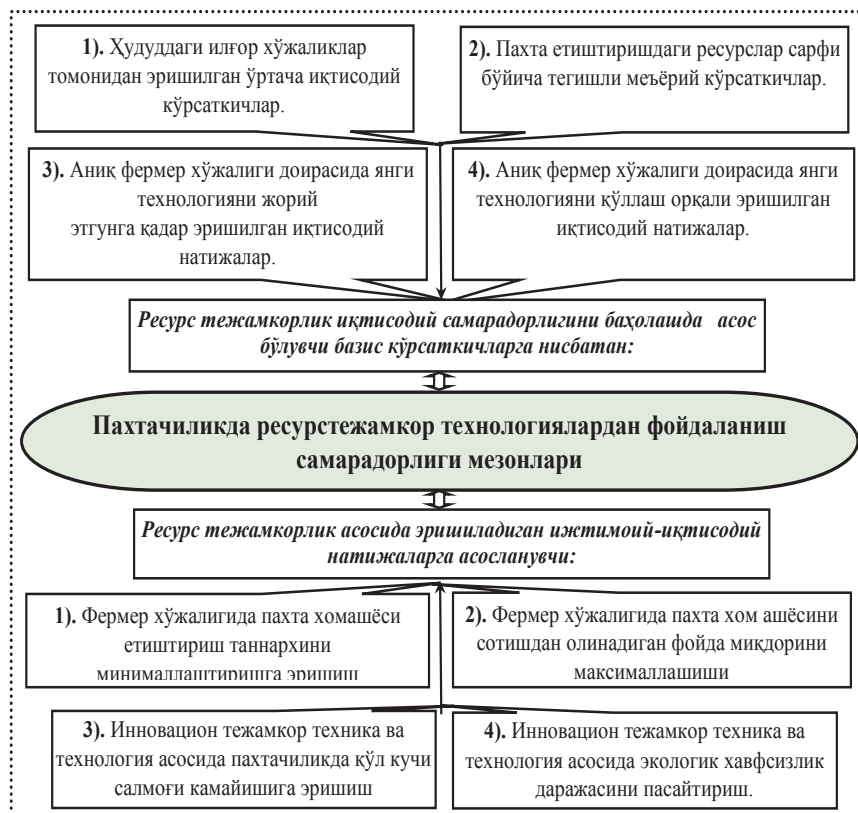 1). Ҳудуддаги илғор хўжаликлар
томонидан эришилган ўртача иқтисодий
кўрсаткичлар.
2). Пахта етиштиришдаги ресурслар сарфи
бўйича тегишли меъёрий кўрсаткичлар.
3). Аниқ фермер хўжалиги доирасида янги
технологияни жорий
этгунга қадар эришилган иқтисодий
натижалар.
4). Аниқ фермер хўжалиги доирасида янги
технологияни қўллаш орқали эришилган
иқтисодий натижалар.
Ресурс тежамкорлик иқтисодий самарадорлигини баҳолашда асос
бўлувчи базис кўрсаткичларга нисбатан:
Пахтачиликда ресурстежамкор технологиялардан фойдаланиш
самарадорлиги мезонлари
Ресурс тежамкорлик асосида эришиладиган ижтимоий-иқтисодий
натижаларга асосланувчи:
1). Фермер хўжалигида пахта хомашёси
етиштириш таннархини
минималлаштиришга эришиш
2). Фермер хўжалигида пахта хом ашёсини
сотишдан олинадиган фойда миқдорини
максималлашиши
3). Инновацион тежамкор техника ва
технология асосида пахтачиликда қўл кучи
салмоғи камайишига эришиш
4). Инновацион тежамкор техника ва
технология асосида экологик хавфсизлик
даражасини пасайтириш.